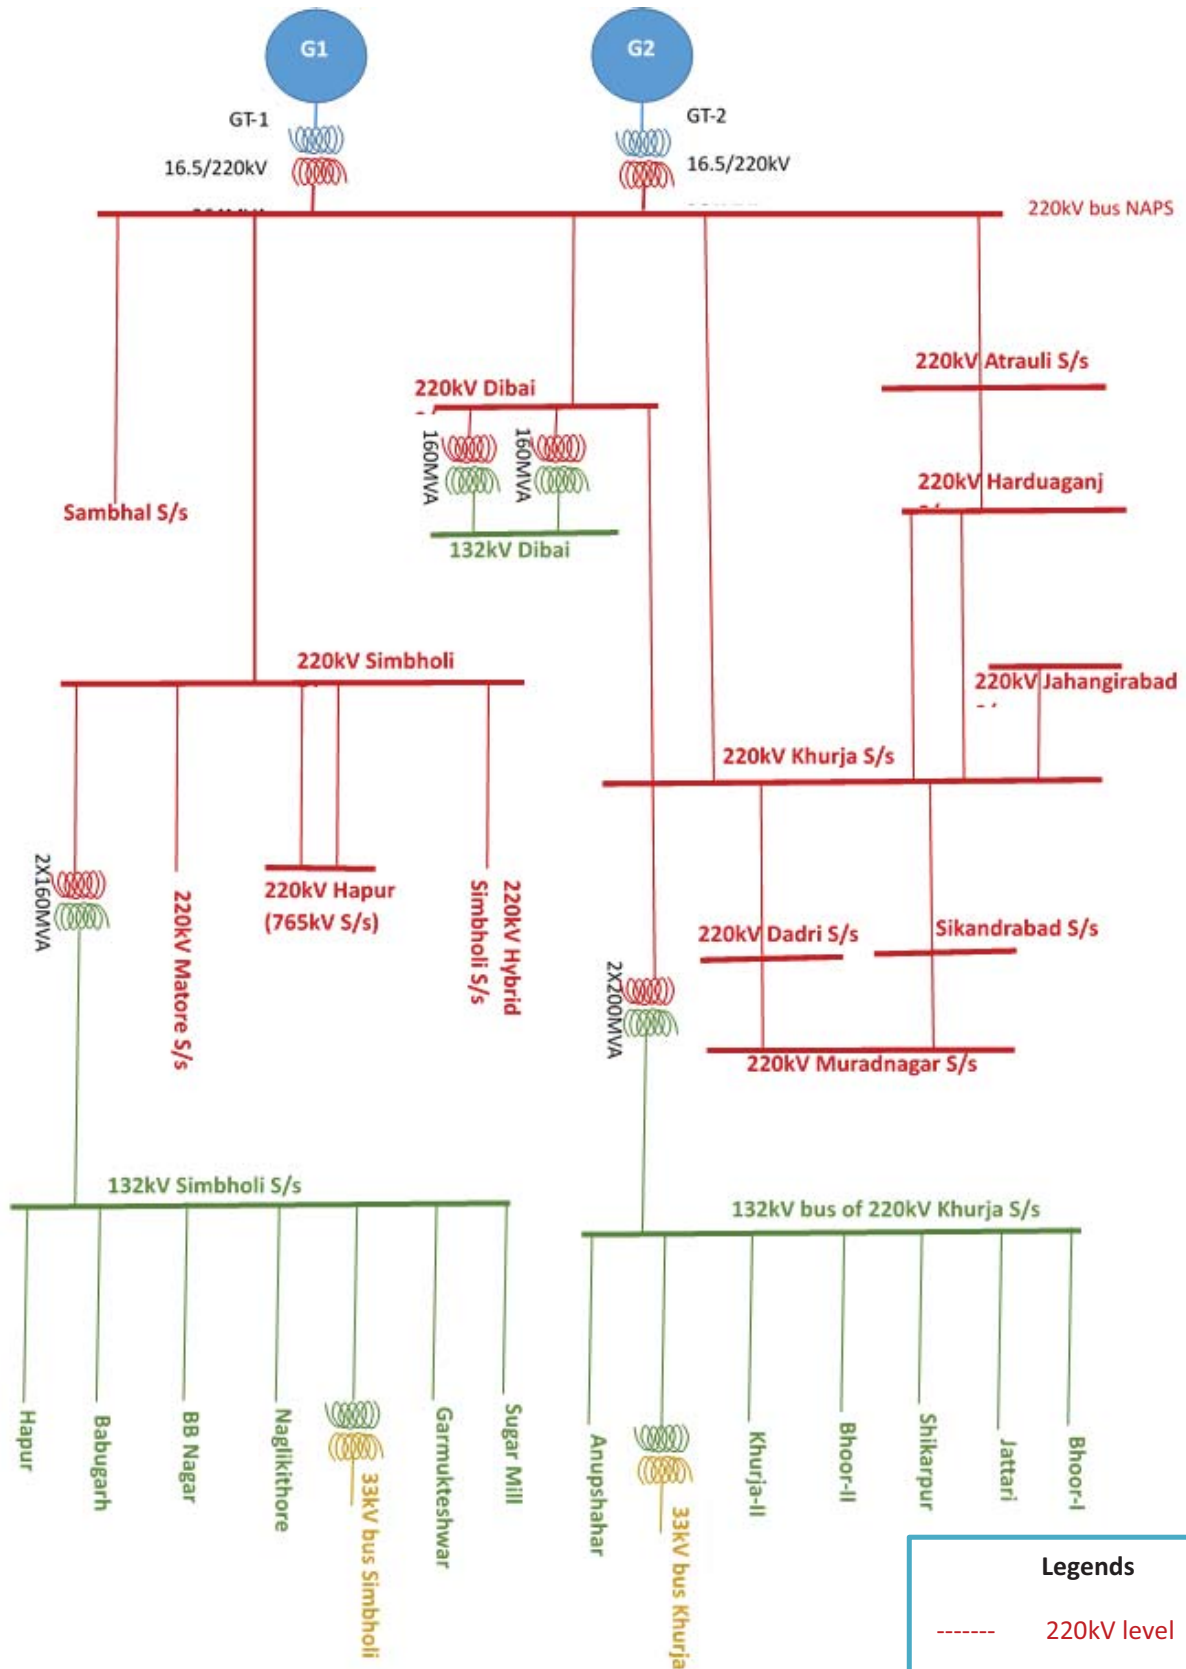 G1
G2
GT-1
GT-2
16.5/220kV
16.5/220kV
220kV bus NAPS
220kV Atrauli S/s
220kV Dibai
160MVA
160MVA
220kV Harduaganj
Sambhal S/s
132kV Dibai
220kV Simbholi
220kV Jahangirabad
220kV Khurja S/s
2X160MVA
220kV Matore S/s
220kV Hapur
(765kV S/s)
220kV Hybrid
Simbholi S/s
220kV Dadri S/s
Sikandrabad S/s
2X200MVA
220kV Muradnagar S/s
132kV Simbholi S/s
132kV bus of 220kV Khurja S/s
Hapur
Babugarh
BB Nagar
Naglikithore
33kV bus Simbholi
Garmukteshwar
Sugar Mill
Anupshahar
33kV bus Khurja
Khurja-II
Bhoor-II
Shikarpur
Jattari
Bhoor-I
Legends
------- 220kV level